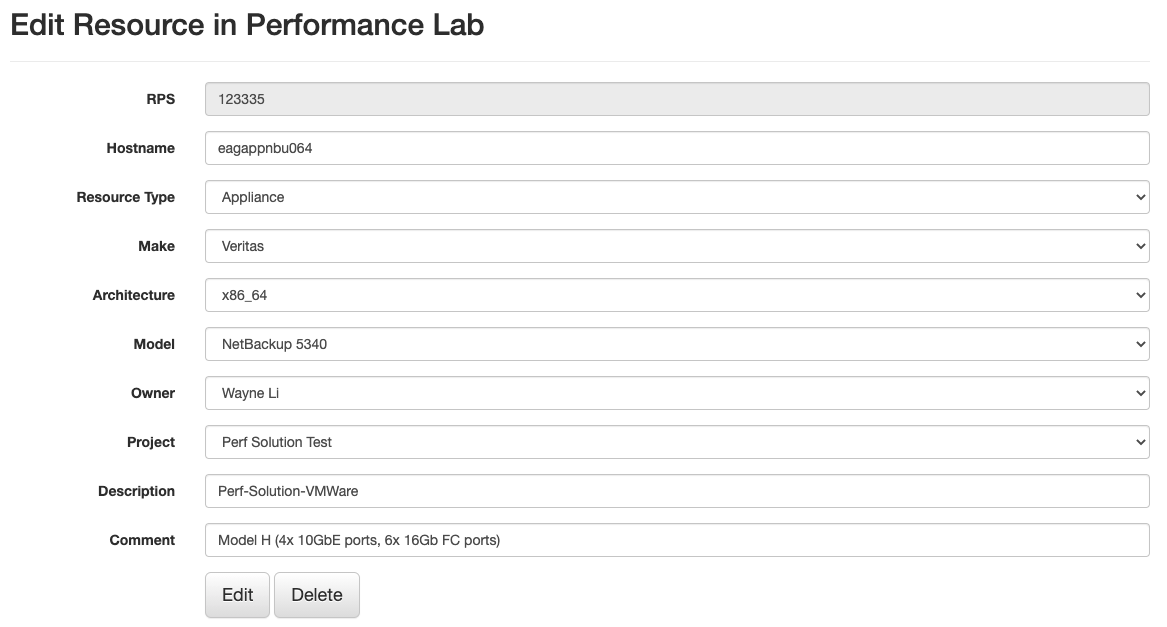 Edit Resource in Performance Lab
RPS 123335
Hostname eagappnbu064
Resource Type Appliance
Make Veritas
Architecture x86_64
Model NetBackup 5340
Owner Wayne Li
Project Perf Solution Test
Description Perf-Solution-VMWare
Comment Model H (4x 10GbE ports, 6x 16Gb FC ports)
Edit Delete